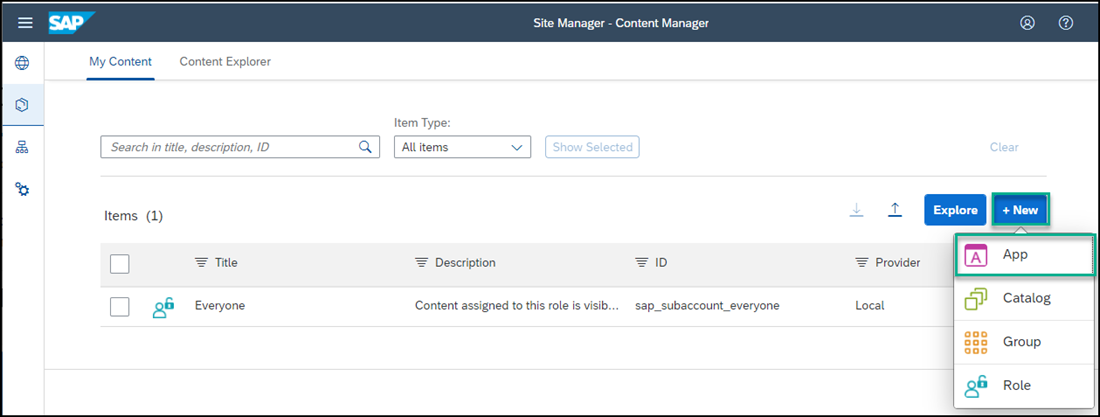 SAP Site Manager - Content Manager
My Content Content Explorer
Item Type:
Search in title, description, ID All items Show Selected Clear
Items (1) Explore + New
Title Description ID Provider
Everyone Content assigned to this role is visib... sap_subaccount_everyone Local
A App
Catalog
Group
Role